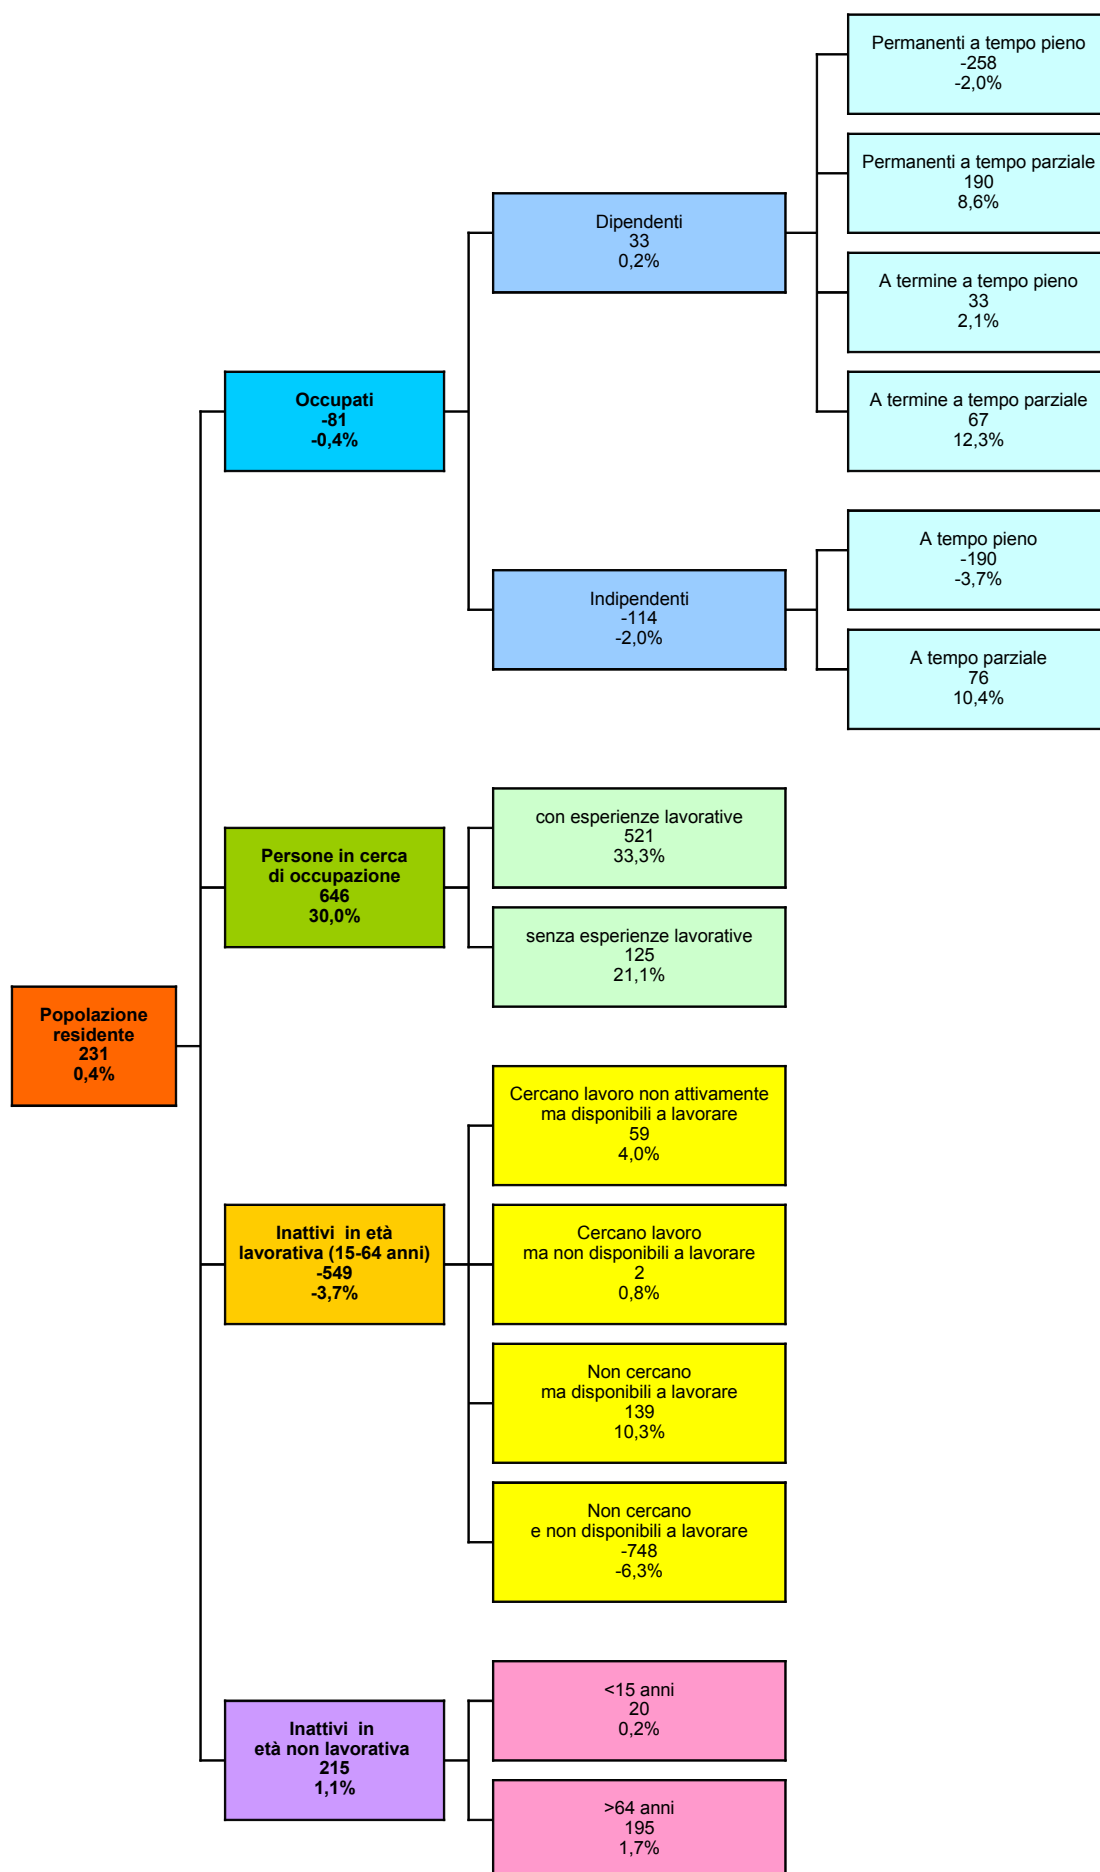 Permanenti a tempo pieno
-258
-2,0%
Permanenti a tempo parziale
190
8,6%
Dipendenti
33
0,2%
A termine a tempo pieno
33
2,1%
Occupati
-81
-0,4%
A termine a tempo parziale
67
12,3%
A tempo pieno
-190
-3,7%
Indipendenti
-114
-2,0%
A tempo parziale
76
10,4%
con esperienze lavorative
521
33,3%
Persone in cerca
di occupazione
646
30,0%
senza esperienze lavorative
125
21,1%
Popolazione
residente
231
0,4%
Cercano lavoro non attivamente
ma disponibili a lavorare
59
4,0%
Inattivi in età
lavorativa (15-64 anni)
-549
-3,7%
Cercano lavoro
ma non disponibili a lavorare
2
0,8%
Non cercano
ma disponibili a lavorare
139
10,3%
Non cercano
e non disponibili a lavorare
-748
-6,3%
<15 anni
20
0,2%
Inattivi in
età non lavorativa
215
1,1%
>64 anni
195
1,7%